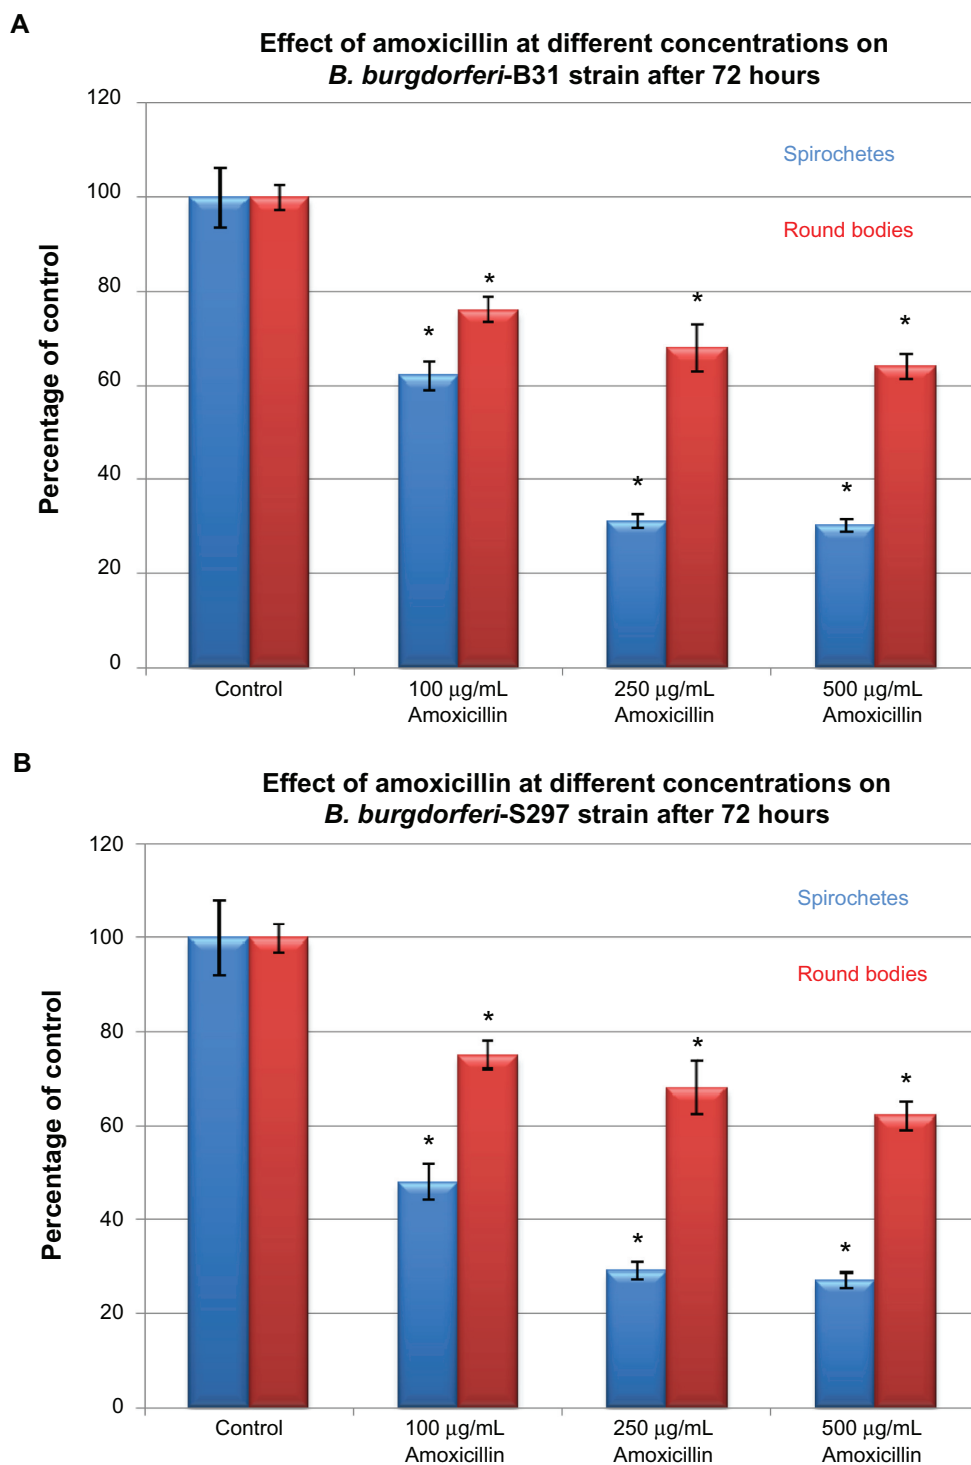 A
Effect of amoxicillin at different concentrations on
B. burgdorferi-B31 strain after 72 hours
120
100
80
60
40
20
0
Percentage of control
Spirochetes
Round bodies
*
*
*
*
*
*
Control
100 µg/mL
Amoxicillin
250 µg/mL
Amoxicillin
500 µg/mL
Amoxicillin
B
Effect of amoxicillin at different concentrations on
B. burgdorferi-S297 strain after 72 hours
120
100
80
60
40
20
0
Percentage of control
Spirochetes
Round bodies
*
*
*
*
*
*
Control
100 µg/mL
Amoxicillin
250 µg/mL
Amoxicillin
500 µg/mL
Amoxicillin